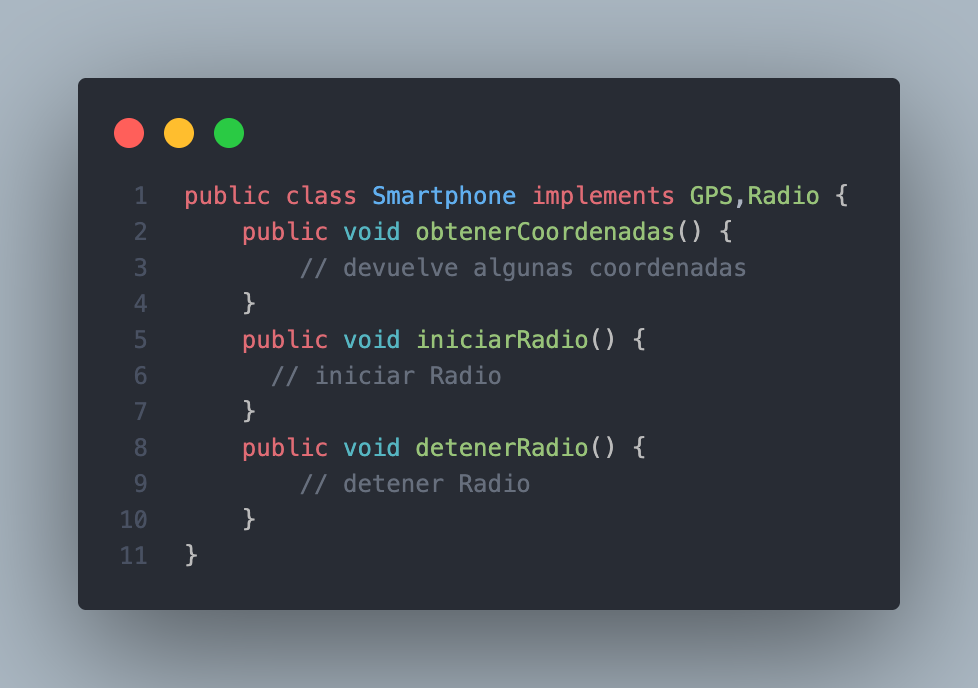 1 public class Smartphone implements GPS,Radio {
2     public void obtenerCoordenadas() {
3         // devuelve algunas coordenadas
4     }
5     public void iniciarRadio() {
6       // iniciar Radio
7     }
8     public void detenerRadio() {
9         // detener Radio
10     }
11 }